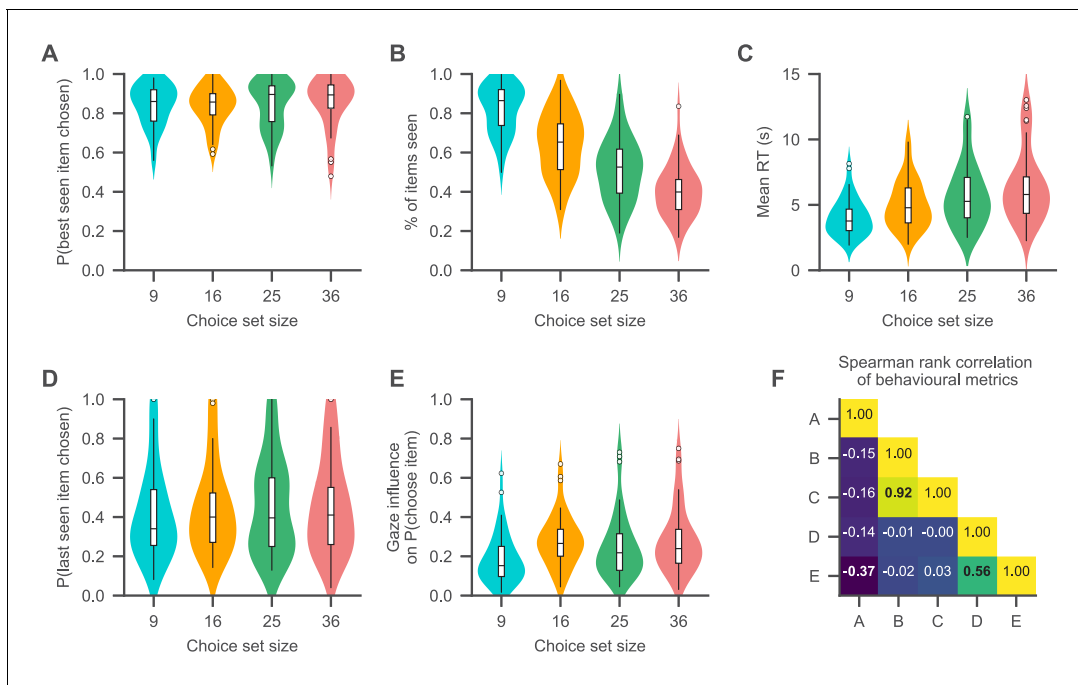 A
P(best seen item chosen)
1.0
0.8
0.6
0.4
0.2
0.0
9 16 25 36
Choice set size
B
% of items seen
1.0
0.8
0.6
0.4
0.2
0.0
9 16 25 36
Choice set size
C
Mean RT (s)
15
10
5
0
9 16 25 36
Choice set size
D
P(last seen item chosen)
1.0
0.8
0.6
0.4
0.2
0.0
9 16 25 36
Choice set size
E
Gaze influence
on P(choose item)
1.0
0.8
0.6
0.4
0.2
0.0
9 16 25 36
Choice set size
F
Spearman rank correlation
of behavioural metrics
A 1.00
B -0.15 1.00
C -0.16 0.92 1.00
D -0.14 -0.01 -0.00 1.00
E -0.37 -0.02 0.03 0.56 1.00
A B C D E